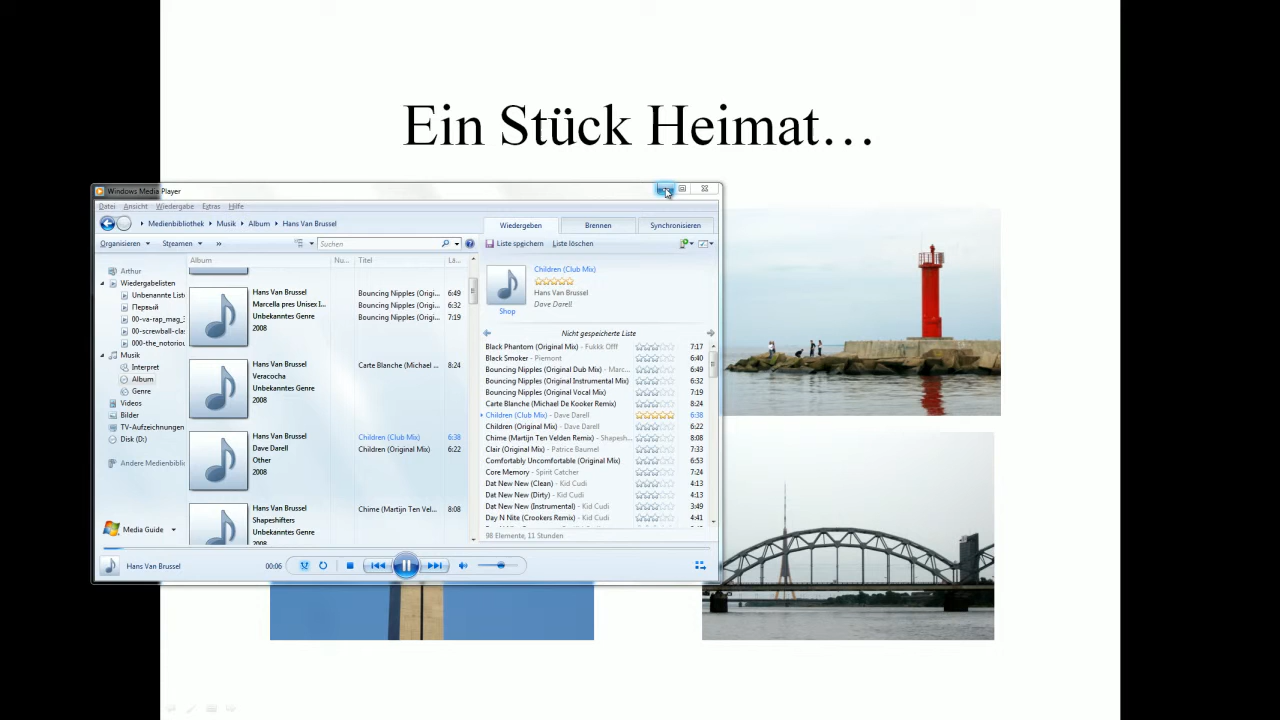 Ein Stück Heimat…
Windows Media Player
Datei Ansicht Wiedergabe Extras Hilfe
Medienbibliothek Musik Album Hans Van Brussel
Wiedergeben Brennen Synchronisieren
Organisieren Streamen » Suchen
Liste speichern Liste löschen
Album Nu... Titel Lä...
Arthur
Wiedergabelisten
Unbenannte List
Первый
00-va-rap_mag_3
00-screwball-cla
000-the_notoriou
Musik
Interpret
Album
Genre
Videos
Bilder
TV-Aufzeichnungen
Disk (D:)
Andere Medienbiblic
Media Guide
Hans Van Brussel
Marcella pres Unisex I...
Unbekanntes Genre
2008
Bouncing Nipples (Origi... 6:49
Bouncing Nipples (Origi... 6:32
Bouncing Nipples (Origi... 7:19
Hans Van Brussel
Veracocha
Unbekanntes Genre
2008
Carte Blanche (Michael ... 8:24
Hans Van Brussel
Dave Darell
Other
2008
Children (Club Mix) 6:38
Children (Original Mix) 6:22
Hans Van Brussel
Shapeshifters
Unbekanntes Genre
2008
Chime (Martijn Ten Vel... 8:08
Children (Club Mix)
Hans Van Brussel
Dave Darell
Shop
Nicht gespeicherte Liste
Black Phantom (Original Mix) - Fukkk Offf 7:17
Black Smoker - Piemont 6:40
Bouncing Nipples (Original Dub Mix) - Marc... 6:49
Bouncing Nipples (Original Instrumental Mix) 6:32
Bouncing Nipples (Original Vocal Mix) 7:19
Carte Blanche (Michael De Kooker Remix) 8:24
Children (Club Mix) - Dave Darell 6:38
Children (Original Mix) - Dave Darell 6:22
Chime (Martijn Ten Velden Remix) - Shapesh... 8:08
Clair (Original Mix) - Patrice Baumel 7:33
Comfortably Uncomfortable (Original Mix) 6:53
Core Memory - Spirit Catcher 7:24
Dat New New (Clean) - Kid Cudi 4:13
Dat New New (Dirty) - Kid Cudi 4:13
Dat New New (Instrumental) - Kid Cudi 3:49
Day N Nite (Crookers Remix) - Kid Cudi 4:41
98 Elemente, 11 Stunden
Hans Van Brussel 00:06